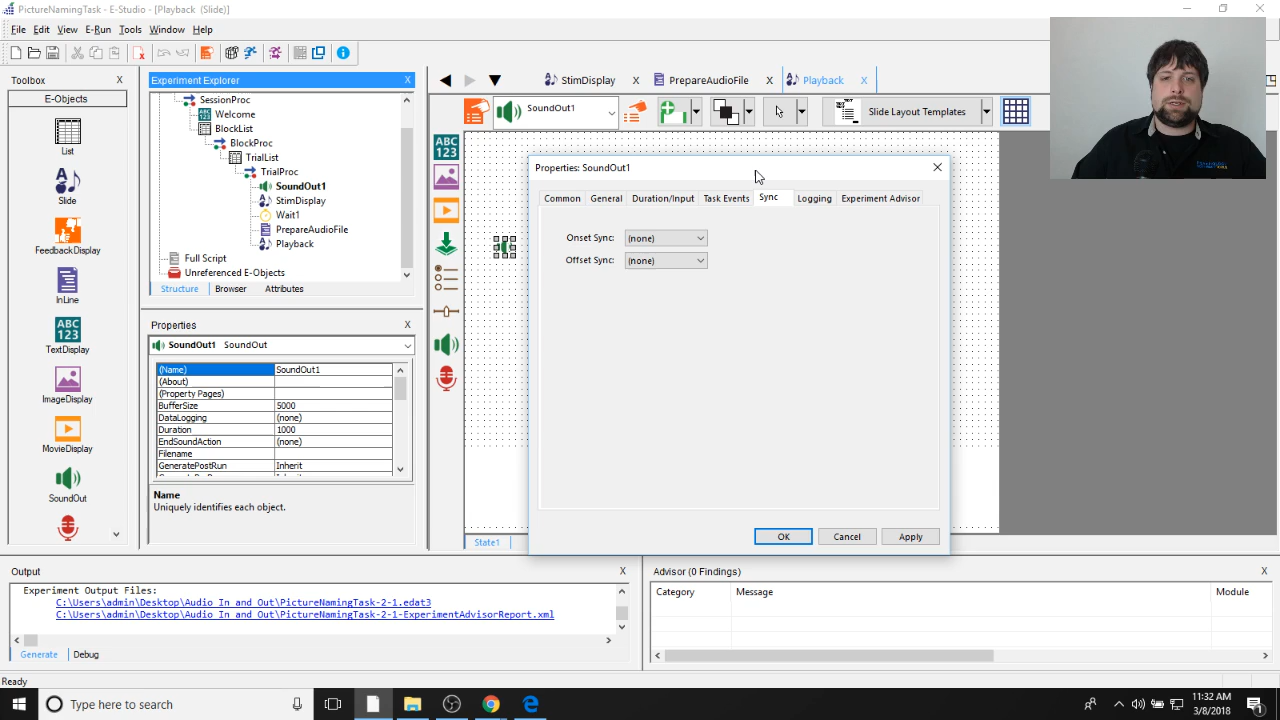 PictureNamingTask - E-Studio - [Playback (Slide)]
File Edit View E-Run Tools Window Help
Toolbox X
E-Objects
List
Slide
FeedbackDisplay
InLine
ABC 123
TextDisplay
ImageDisplay
MovieDisplay
SoundOut
Experiment Explorer X
SessionProc
Welcome
BlockList
BlockProc
TrialList
TrialProc
SoundOut1
StimDisplay
Wait1
PrepareAudioFile
Playback
Full Script
Unreferenced E-Objects
Structure Browser Attributes
Properties X
SoundOut1 SoundOut
(Name) SoundOut1
(About)
(Property Pages)
BufferSize 5000
DataLogging (none)
Duration 1000
EndSoundAction (none)
Filename
GeneratePostRun Inherit
Name
Uniquely identifies each object.
StimDisplay X PrepareAudioFile X Playback X
SoundOut1 Slide Layout Templates
ABC 123
Properties: SoundOut1
Common General Duration/Input Task Events Sync Logging Experiment Advisor
Onset Sync: (none)
Offset Sync: (none)
OK Cancel Apply
State1
Output X
Experiment Output Files:
C:\Users\admin\Desktop\Audio In and Out\PictureNamingTask-2-1.edat3
C:\Users\admin\Desktop\Audio In and Out\PictureNamingTask-2-1-ExperimentAdvisorReport.xml
Generate Debug
Advisor (0 Findings) X
Category Message Module
Ready
Type here to search
11:32 AM
3/8/2018
1